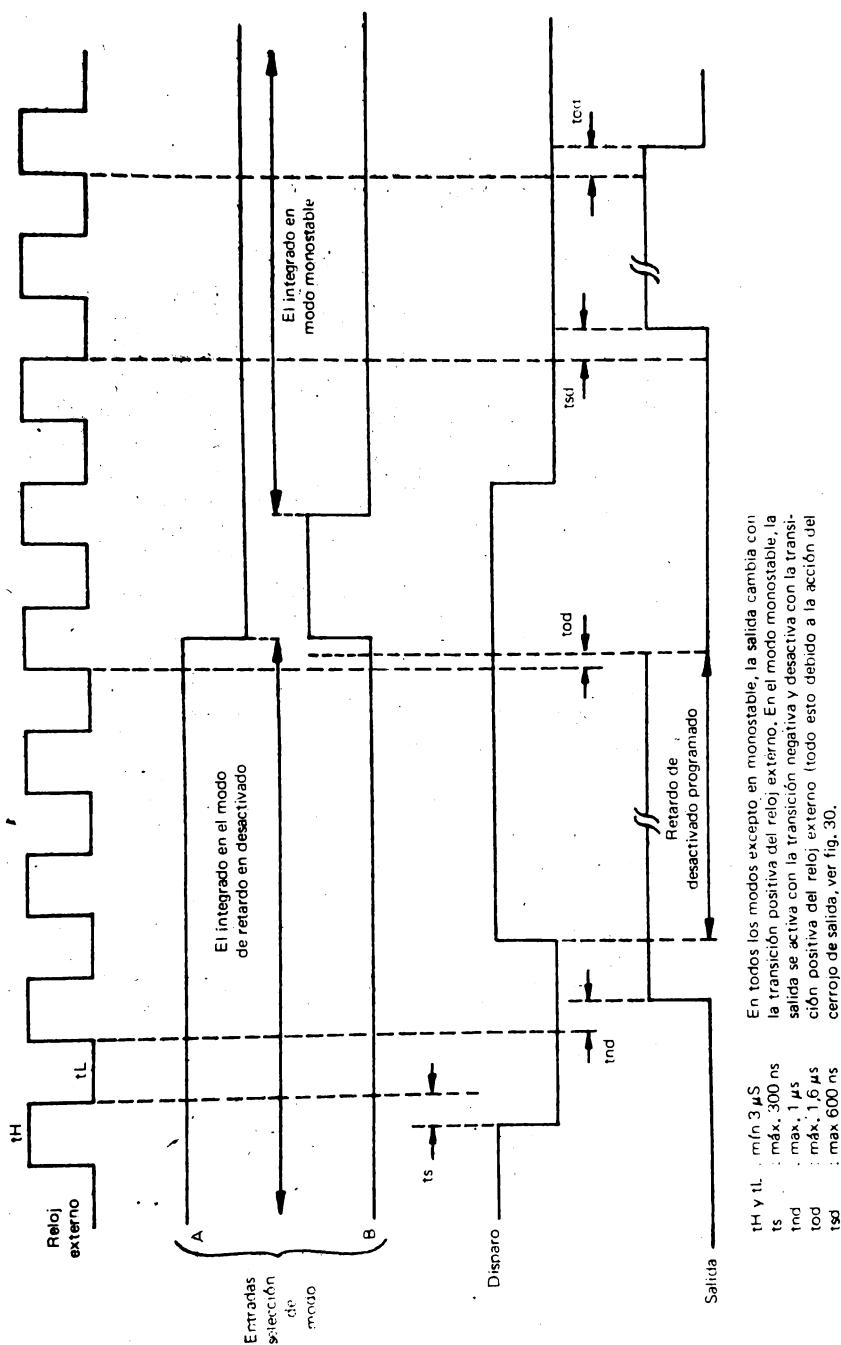 Reloj
externo
tH
tL
Entradas
selección
de
modo
A
B
El integrado en el modo
de retardo en desactivado
El integrado en
modo monostable
ts
tod
Disparo
tnd
tsd
tod
Retardo de
desactivado programado
Salida
tH y tL : mín 3 µS
ts : máx. 300 ns
tnd : max. 1 µs
tod : máx. 1,6 µs
tsd : max 600 ns
En todos los modos excepto en monostable, la salida cambia con
la transición positiva del reloj externo. En el modo monostable, la
salida se activa con la transición negativa y desactiva con la transi-
ción positiva del reloj externo (todo esto debido a la acción del
cerrojo de salida, ver fig. 30.